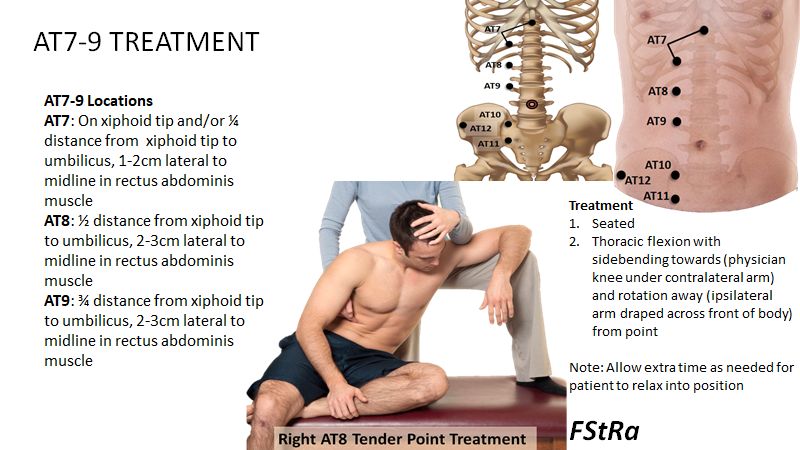 AT7-9 TREATMENT
AT7-9 Locations
AT7: On xiphoid tip and/or ¼
distance from  xiphoid tip to
umbilicus, 1-2cm lateral to
midline in rectus abdominis
muscle
AT8: ½ distance from xiphoid tip
to umbilicus, 2-3cm lateral to
midline in rectus abdominis
muscle
AT9: ¾ distance from xiphoid tip
to umbilicus, 2-3cm lateral to
midline in rectus abdominis
muscle
AT7
AT8
AT9
AT10
AT12
AT11
AT7
AT8
AT9
AT10
AT12
AT11
Treatment
1. Seated
2. Thoracic flexion with
sidebending towards (physician
knee under contralateral arm)
and rotation away (ipsilateral
arm draped across front of body)
from point
Note: Allow extra time as needed for
patient to relax into position
FStRa
Right AT8 Tender Point Treatment